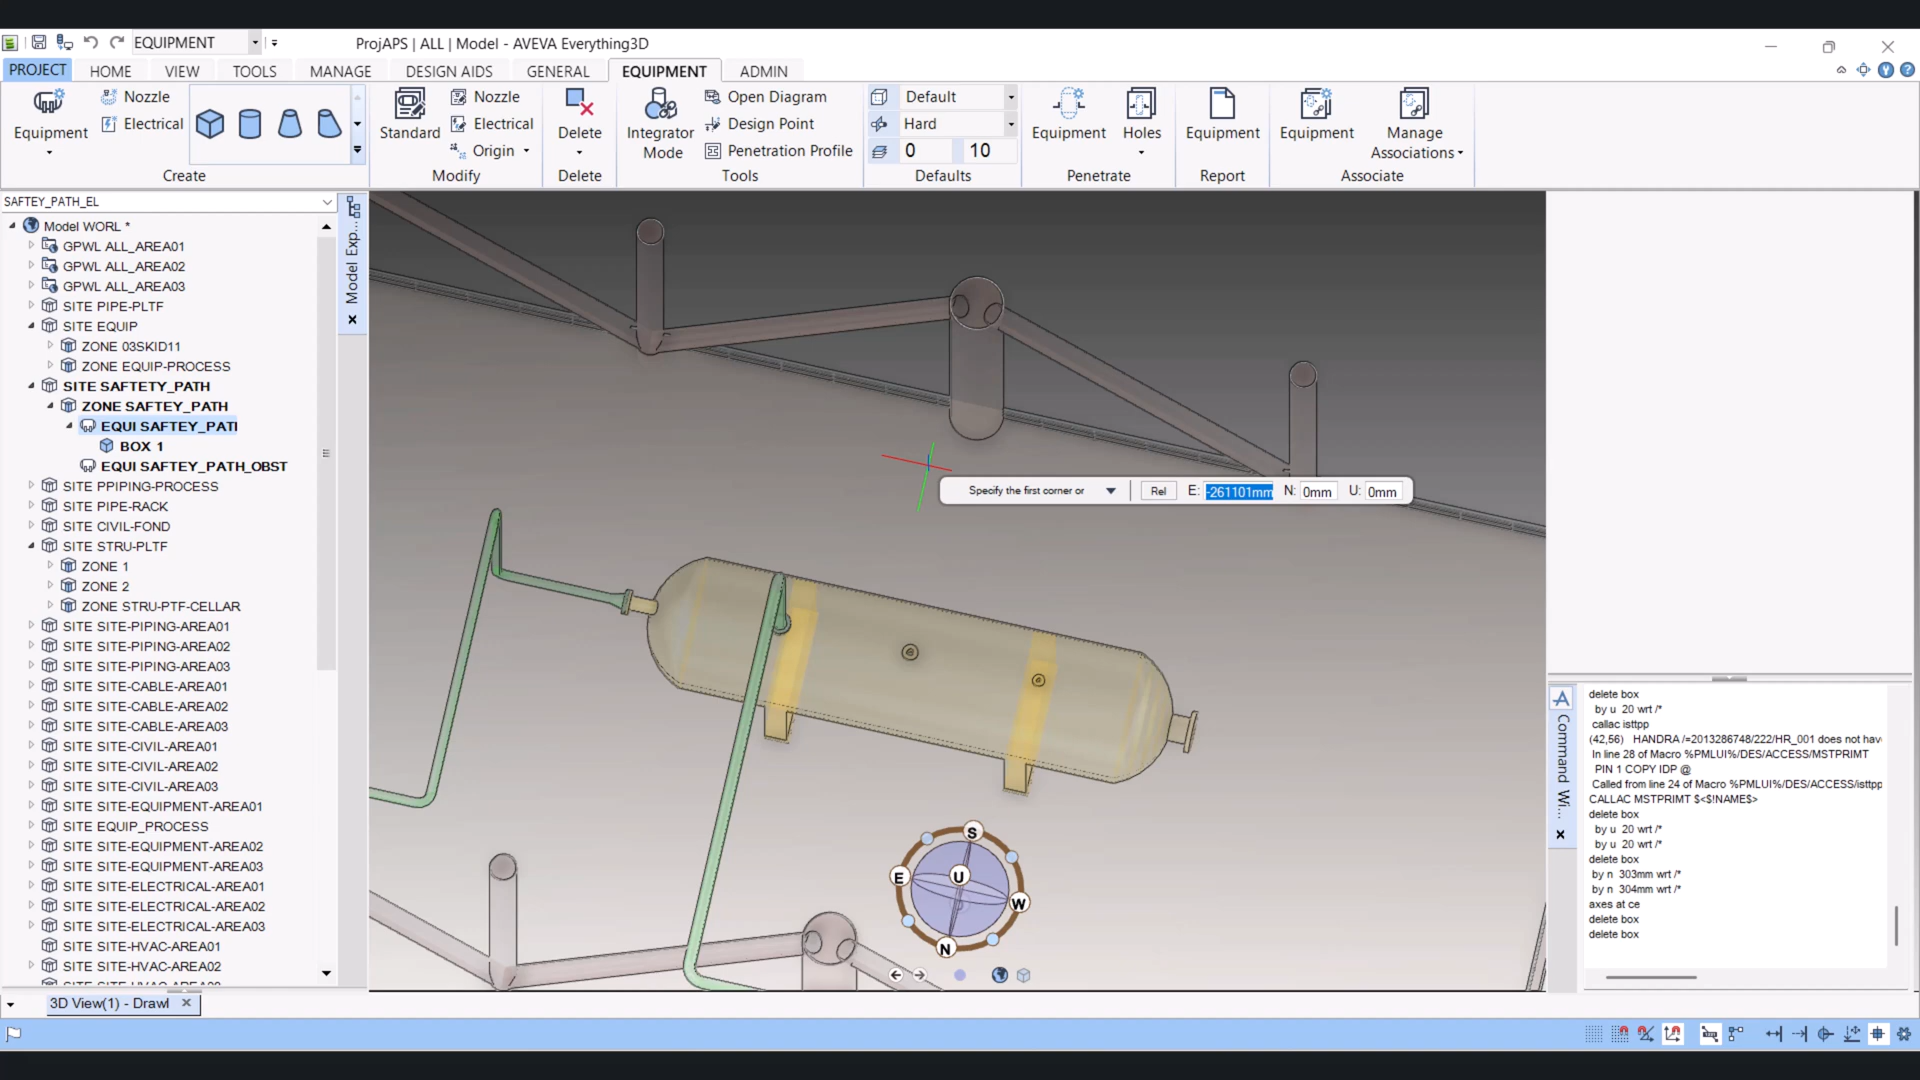 EQUIPMENT
ProjAPS | ALL | Model - AVEVA Everything3D
PROJECT HOME VIEW TOOLS MANAGE DESIGN AIDS GENERAL EQUIPMENT ADMIN
Equipment
Nozzle
Electrical
Create
Standard
Nozzle
Electrical
Origin
Modify
Delete
Delete
Integrator Mode
Open Diagram
Design Point
Penetration Profile
Tools
Default
Hard
0 10
Defaults
Equipment
Holes
Penetrate
Equipment
Report
Equipment
Manage Associations
Associate
SAFTEY_PATH_EL
Model WORL *
GPWL ALL_AREA01
GPWL ALL_AREA02
GPWL ALL_AREA03
SITE PIPE-PLTF
SITE EQUIP
ZONE 03SKID11
ZONE EQUIP-PROCESS
SITE SAFTETY_PATH
ZONE SAFTEY_PATH
EQUI SAFTEY_PATH
BOX 1
EQUI SAFTEY_PATH_OBST
SITE PPIPING-PROCESS
SITE PIPE-RACK
SITE CIVIL-FOND
SITE STRU-PLTF
ZONE 1
ZONE 2
ZONE STRU-PTF-CELLAR
SITE SITE-PIPING-AREA01
SITE SITE-PIPING-AREA02
SITE SITE-PIPING-AREA03
SITE SITE-CABLE-AREA01
SITE SITE-CABLE-AREA02
SITE SITE-CABLE-AREA03
SITE SITE-CIVIL-AREA01
SITE SITE-CIVIL-AREA02
SITE SITE-CIVIL-AREA03
SITE SITE-EQUIPMENT-AREA01
SITE EQUIP_PROCESS
SITE SITE-EQUIPMENT-AREA02
SITE SITE-EQUIPMENT-AREA03
SITE SITE-ELECTRICAL-AREA01
SITE SITE-ELECTRICAL-AREA02
SITE SITE-ELECTRICAL-AREA03
SITE SITE-HVAC-AREA01
SITE SITE-HVAC-AREA02
Model Exp...
Specify the first corner or Rel E: -261101mm N: 0mm U: 0mm
S
E U W
N
Command Wi...
delete box
by u 20 wrt /*
callac isttpp
(42,56) HANDRA /=2013286748/222/HR_001 does not hav
In line 28 of Macro %PMLUI%/DES/ACCESS/MSTPRIMT
PIN 1 COPY IDP @
Called from line 24 of Macro %PMLUI%/DES/ACCESS/isttpp
CALLAC MSTPRIMT $<$!NAME$>
delete box
by u 20 wrt /*
by u 20 wrt /*
delete box
by n 303mm wrt /*
by n 304mm wrt /*
axes at ce
delete box
delete box
3D View(1) - Drawl